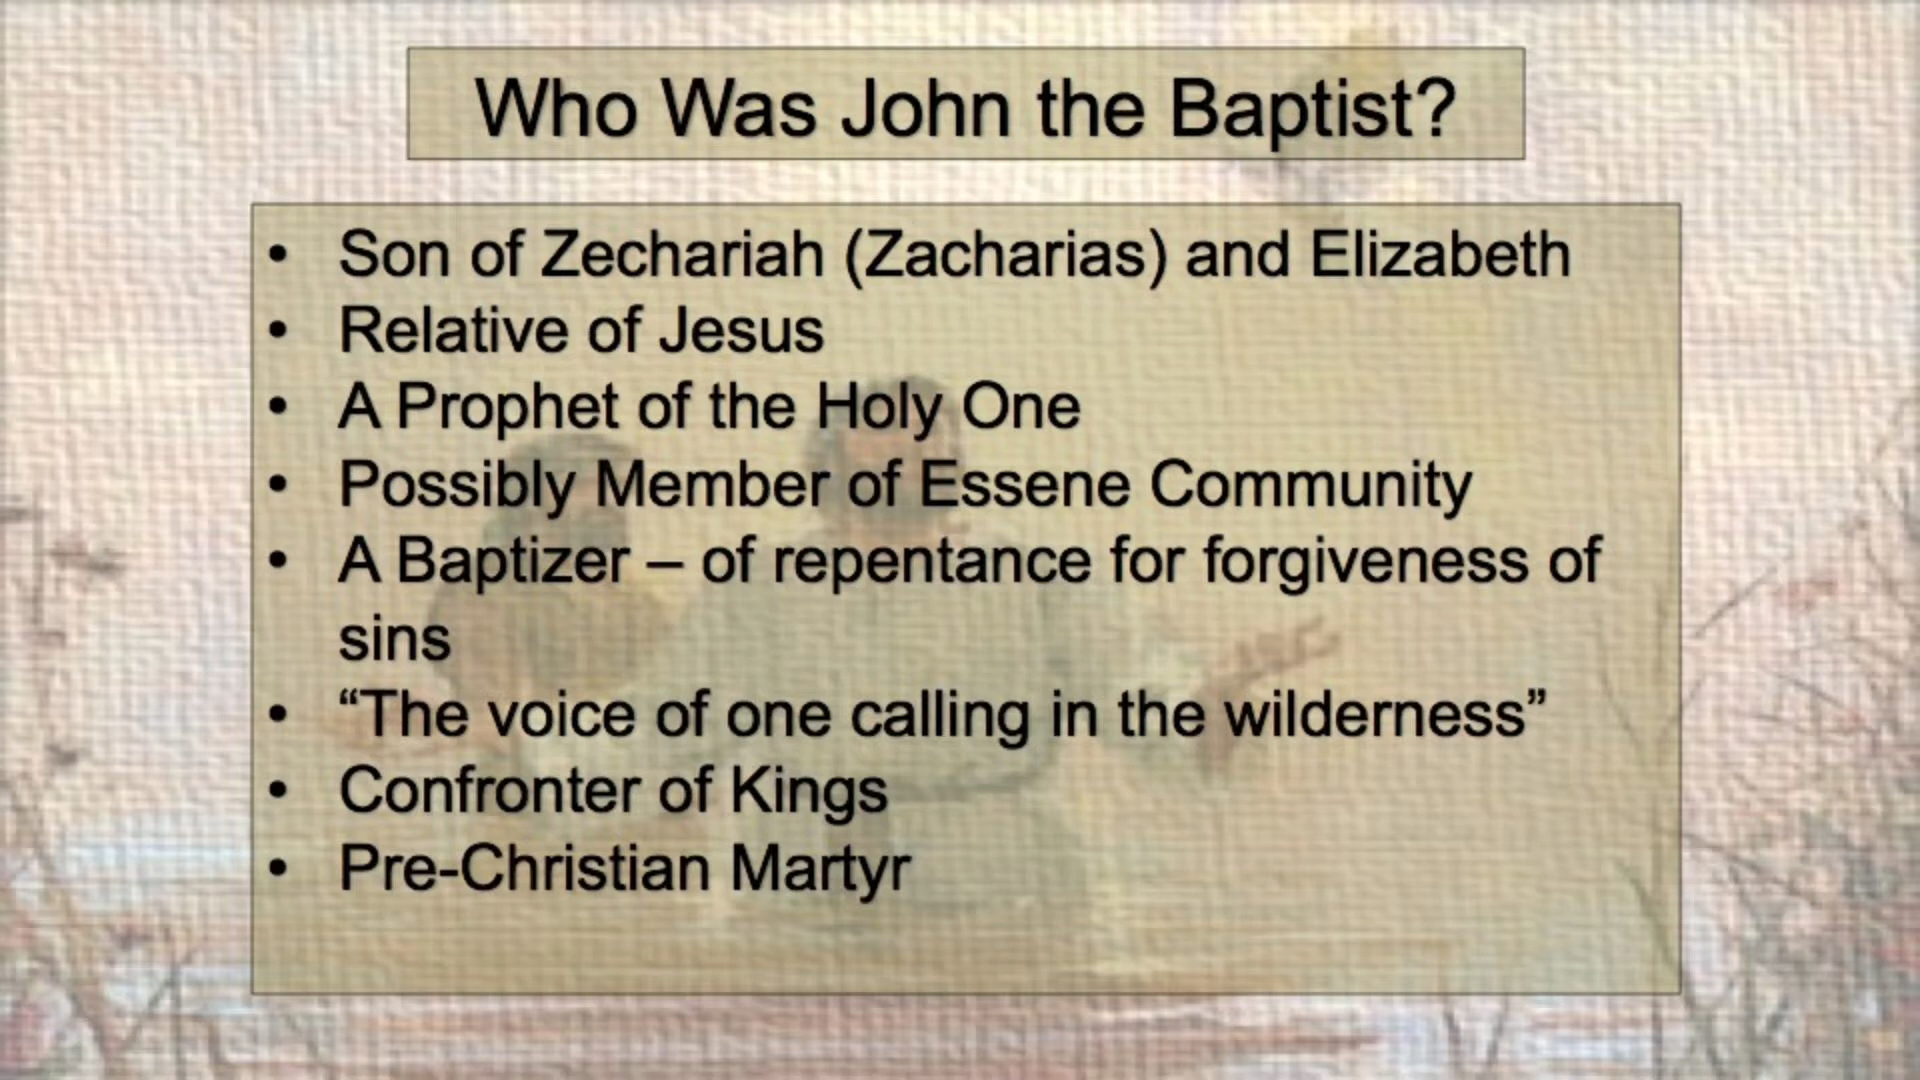 Who Was John the Baptist?
• Son of Zechariah (Zacharias) and Elizabeth
• Relative of Jesus
• A Prophet of the Holy One
• Possibly Member of Essene Community
• A Baptizer – of repentance for forgiveness of
sins
• “The voice of one calling in the wilderness”
• Confronter of Kings
• Pre-Christian Martyr